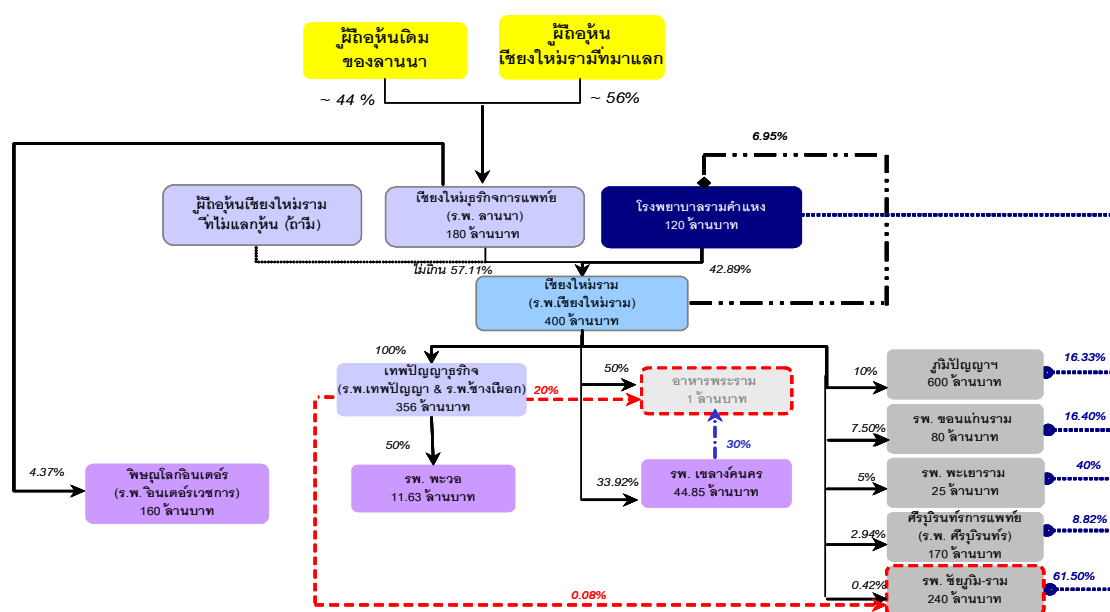 ผู้ถือหุ้นเดิม
ของลานนา
ผู้ถือหุ้น
เชียงใหม่รามที่มาแลก
~ 44 %
~ 56%
6.95%
ผู้ถือหุ้นเชียงใหม่ราม
ที่ไม่แลกหุ้น (ถ้ามี)
เชียงใหม่ธุรกิจการแพทย์
(ร.พ. ลานนา)
180 ล้านบาท
โรงพยาบาลรามคำแหง
120 ล้านบาท
ไม่เกิน 57.11%
42.89%
เชียงใหม่ราม
(ร.พ.เชียงใหม่ราม)
400 ล้านบาท
100%
เทพปัญญาธุรกิจ
(ร.พ.เทพปัญญา & ร.พ.ช้างเผือก)
356 ล้านบาท
20%
50%
อาหารพระราม
1 ล้านบาท
10%
ภูมิปัญญาฯ
600 ล้านบาท
16.33%
7.50%
รพ. ขอนแก่นราม
80 ล้านบาท
16.40%
50%
30%
4.37%
พิษณุโลกอินเตอร์
(ร.พ. อินเตอร์เวชการ)
160 ล้านบาท
รพ. พะวอ
11.63 ล้านบาท
33.92%
รพ. เขลางค์นคร
44.85 ล้านบาท
5%
รพ. พะเยาราม
25 ล้านบาท
40%
2.94%
ศรีบุรินทร์การแพทย์
(ร.พ. ศรีบุรินทร์)
170 ล้านบาท
8.82%
0.08%
0.42%
รพ. ชัยภูมิ-ราม
240 ล้านบาท
61.50%